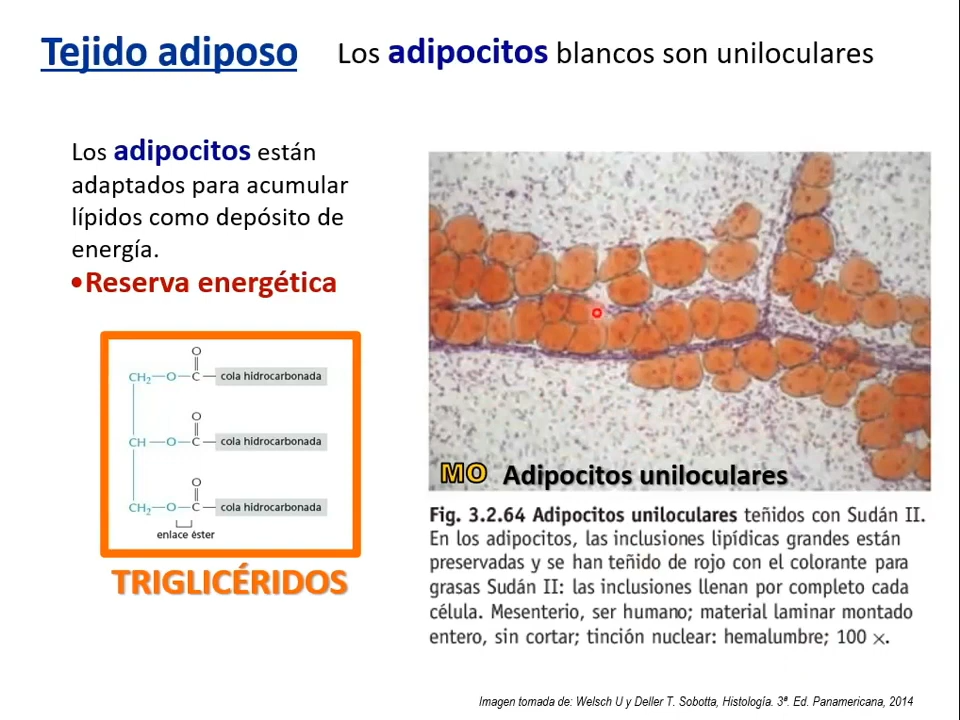 Tejido adiposo
Los adipocitos blancos son uniloculares
Los adipocitos están
adaptados para acumular
lípidos como depósito de
energía.
•Reserva energética
O
CH₂—O—C—cola hidrocarbonada
O
CH—O—C—cola hidrocarbonada
O
CH₂—O—C—cola hidrocarbonada
enlace éster
TRIGLICÉRIDOS
MO Adipocitos uniloculares
Fig. 3.2.64 Adipocitos uniloculares teñidos con Sudán II.
En los adipocitos, las inclusiones lipídicas grandes están
preservadas y se han teñido de rojo con el colorante para
grasas Sudán II: las inclusiones llenan por completo cada
célula. Mesenterio, ser humano; material laminar montado
entero, sin cortar; tinción nuclear: hemalumbre; 100 ×.
Imagen tomada de: Welsch U y Deller T. Sobotta, Histología. 3ª. Ed. Panamericana, 2014